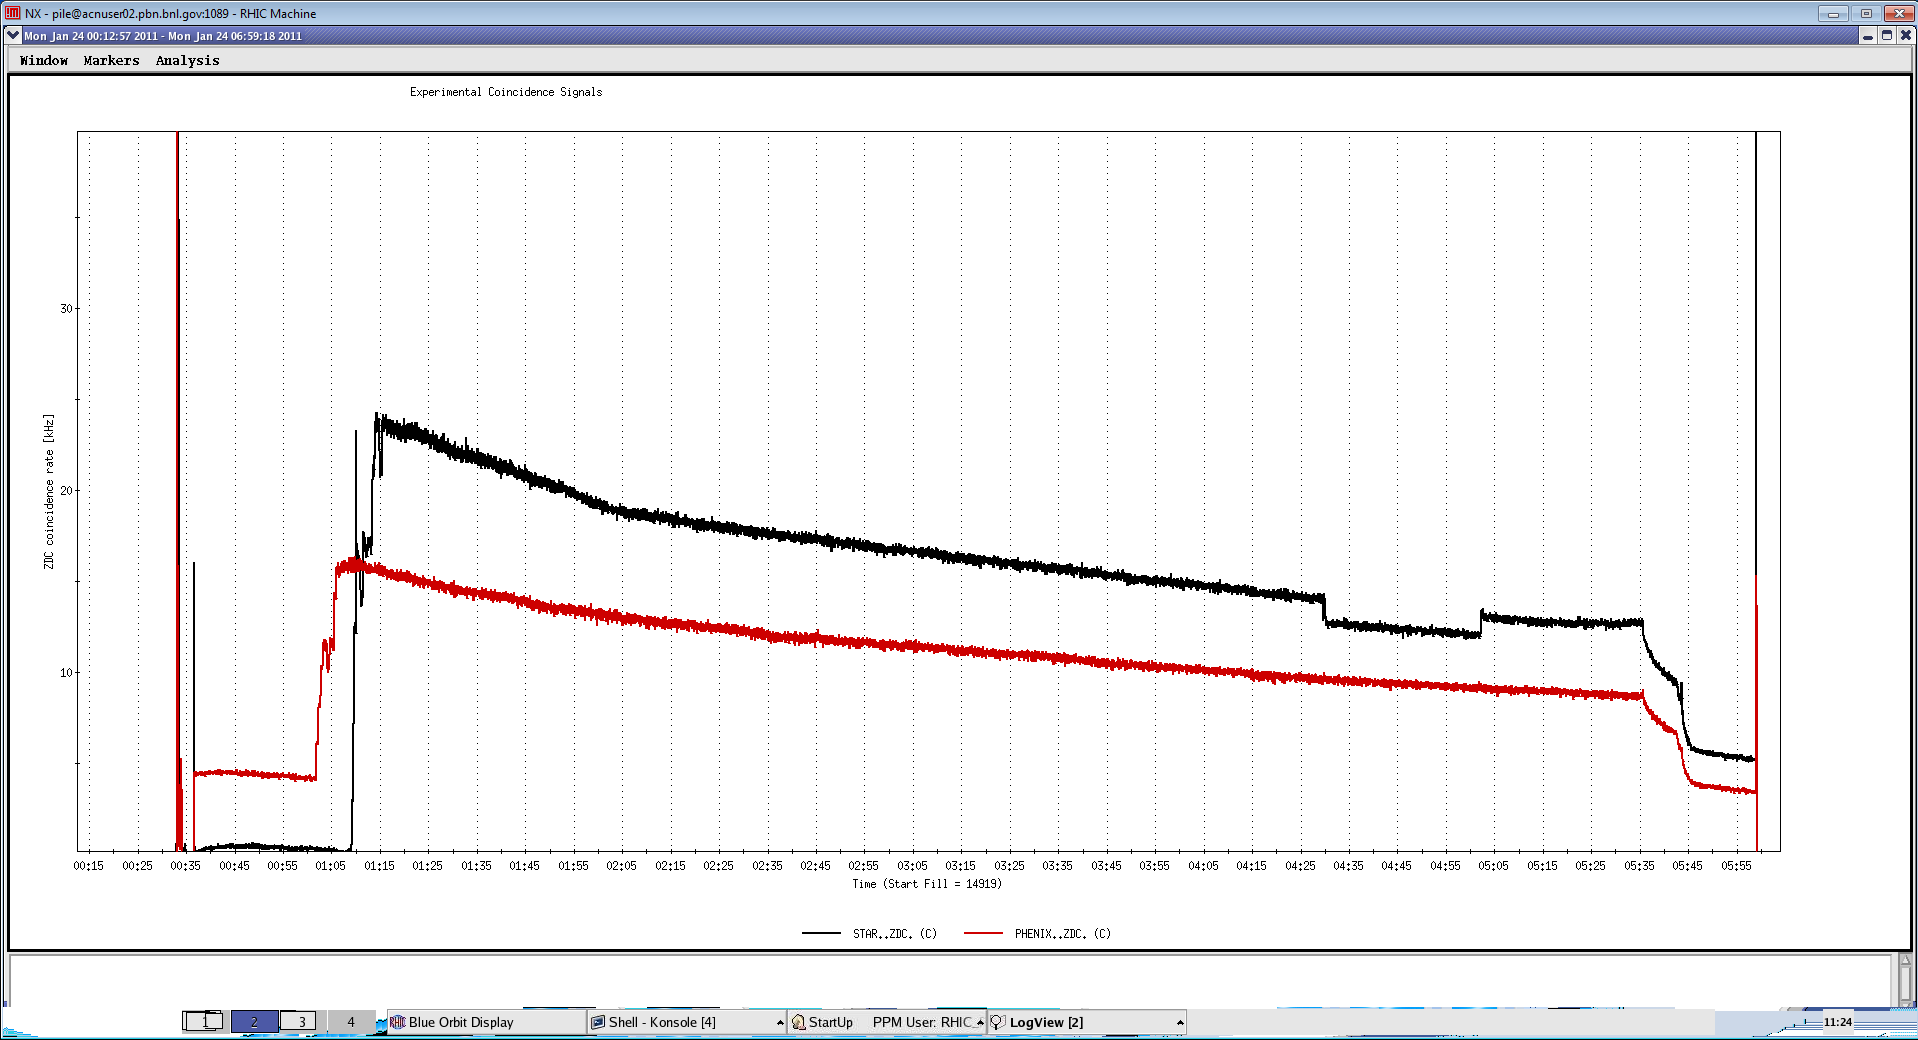 NX - pile@acnuser02.pbn.bnl.gov:1089 - RHIC Machine
Mon Jan 24 00:12:57 2011 - Mon Jan 24 06:59:18 2011
Window Markers Analysis
Experimental Coincidence Signals
ZDC coincidence rate [kHz]
30
20
10
00:15 00:25 00:35 00:45 00:55 01:05 01:15 01:25 01:35 01:45 01:55 02:05 02:15 02:25 02:35 02:45 02:55 03:05 03:15 03:25 03:35 03:45 03:55 04:05 04:15 04:25 04:35 04:45 04:55 05:05 05:15 05:25 05:35 05:45 05:55
Time (Start Fill = 14919)
STAR..ZDC. (C) PHENIX..ZDC. (C)
1 2 3 4 RHIC Blue Orbit Display Shell - Konsole [4] StartUp PPM User: RHIC_ LogView [2] 11:24